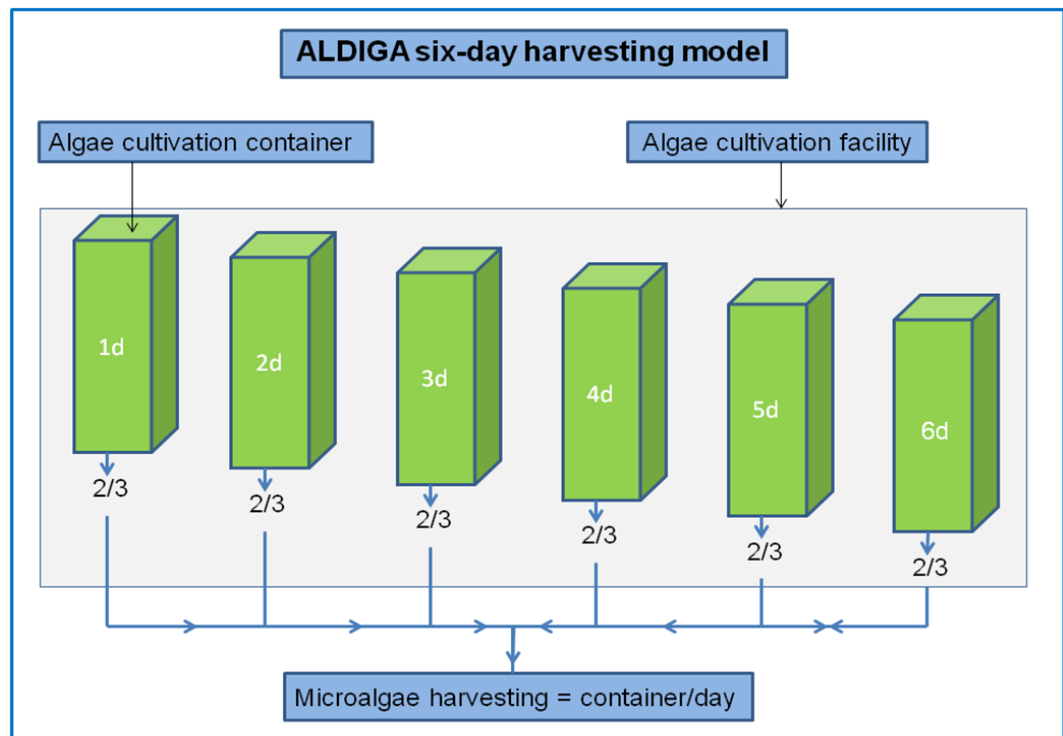 ALDIGA six-day harvesting model
Algae cultivation container
Algae cultivation facility
1d
2d
3d
4d
5d
6d
2/3
2/3
2/3
2/3
2/3
2/3
Microalgae harvesting = container/day